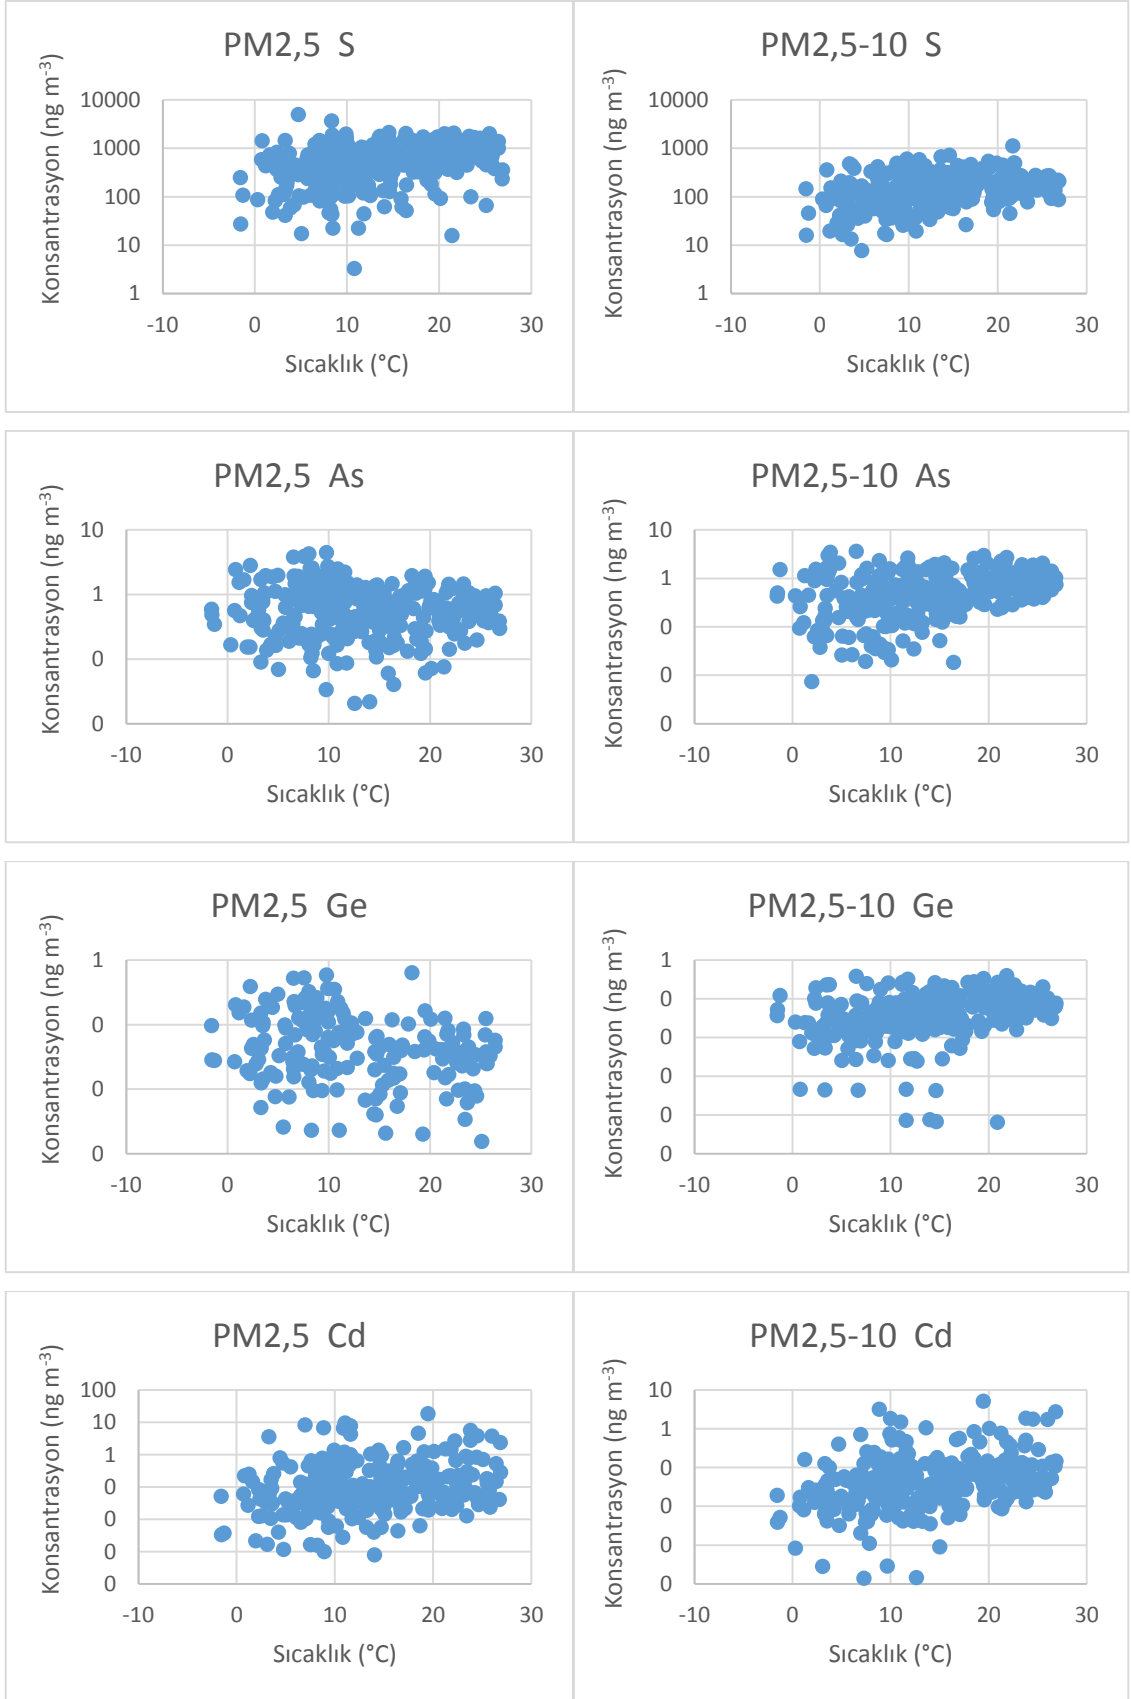 PM2,5 S
Konsantrasyon (ng m⁻³)
10000
1000
100
10
1
-10 0 10 20 30
Sıcaklık (°C)
PM2,5-10 S
Konsantrasyon (ng m⁻³)
10000
1000
100
10
1
-10 0 10 20 30
Sıcaklık (°C)
PM2,5 As
Konsantrasyon (ng m⁻³)
10
1
0
0
-10 0 10 20 30
Sıcaklık (°C)
PM2,5-10 As
Konsantrasyon (ng m⁻³)
10
1
0
0
0
-10 0 10 20 30
Sıcaklık (°C)
PM2,5 Ge
Konsantrasyon (ng m⁻³)
1
0
0
0
-10 0 10 20 30
Sıcaklık (°C)
PM2,5-10 Ge
Konsantrasyon (ng m⁻³)
1
0
0
0
0
0
-10 0 10 20 30
Sıcaklık (°C)
PM2,5 Cd
Konsantrasyon (ng m⁻³)
100
10
1
0
0
0
0
-10 0 10 20 30
Sıcaklık (°C)
PM2,5-10 Cd
Konsantrasyon (ng m⁻³)
10
1
0
0
0
0
-10 0 10 20 30
Sıcaklık (°C)